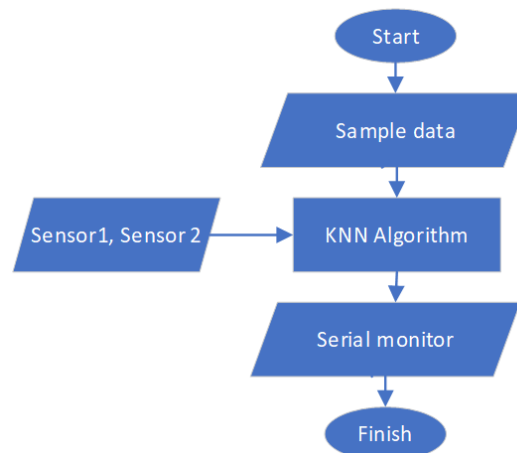 Start
Sample data
Sensor1, Sensor 2
KNN Algorithm
Serial monitor
Finish